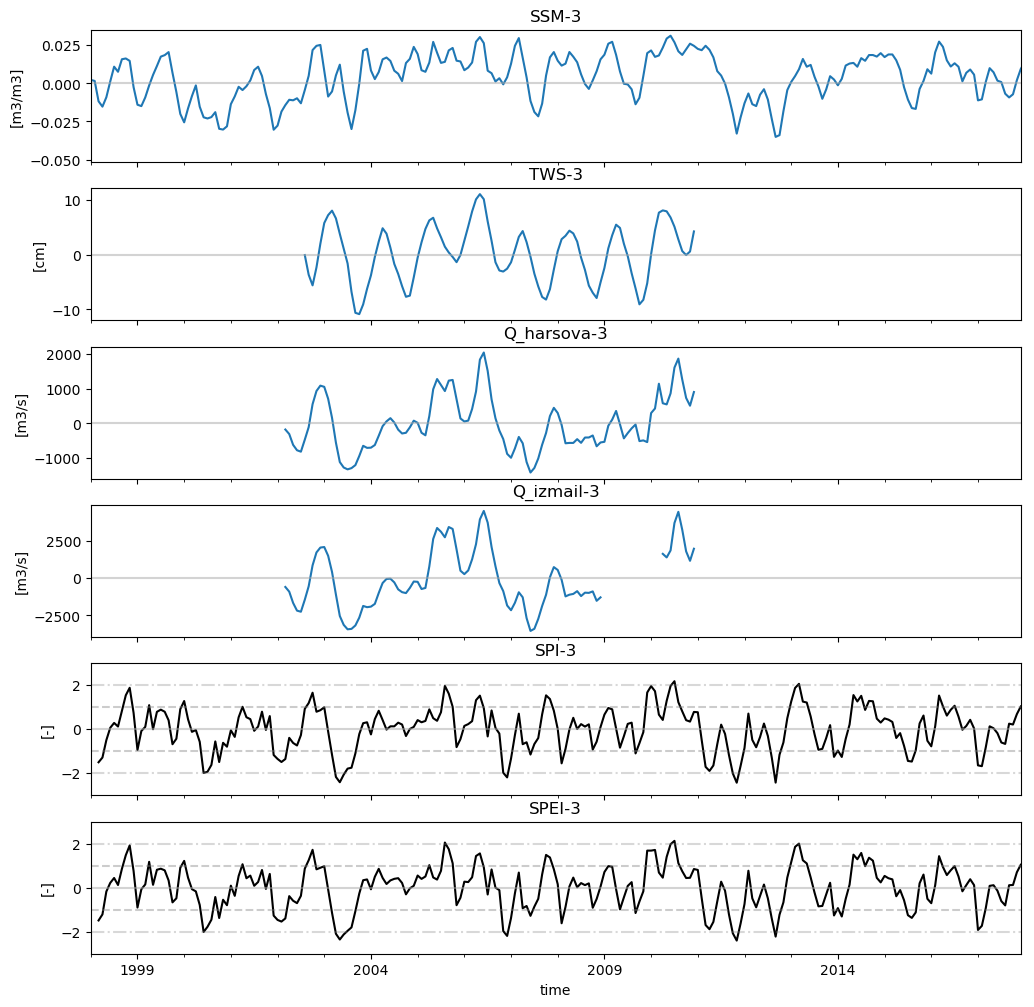 SSM-3
[m3/m3]
0.025
0.000
−0.025
−0.050
TWS-3
[cm]
10
0
−10
Q_harsova-3
[m3/s]
2000
1000
0
−1000
Q_izmail-3
[m3/s]
2500
0
−2500
SPI-3
[-]
2
0
−2
SPEI-3
[-]
2
0
−2
1999 2004 2009 2014
time